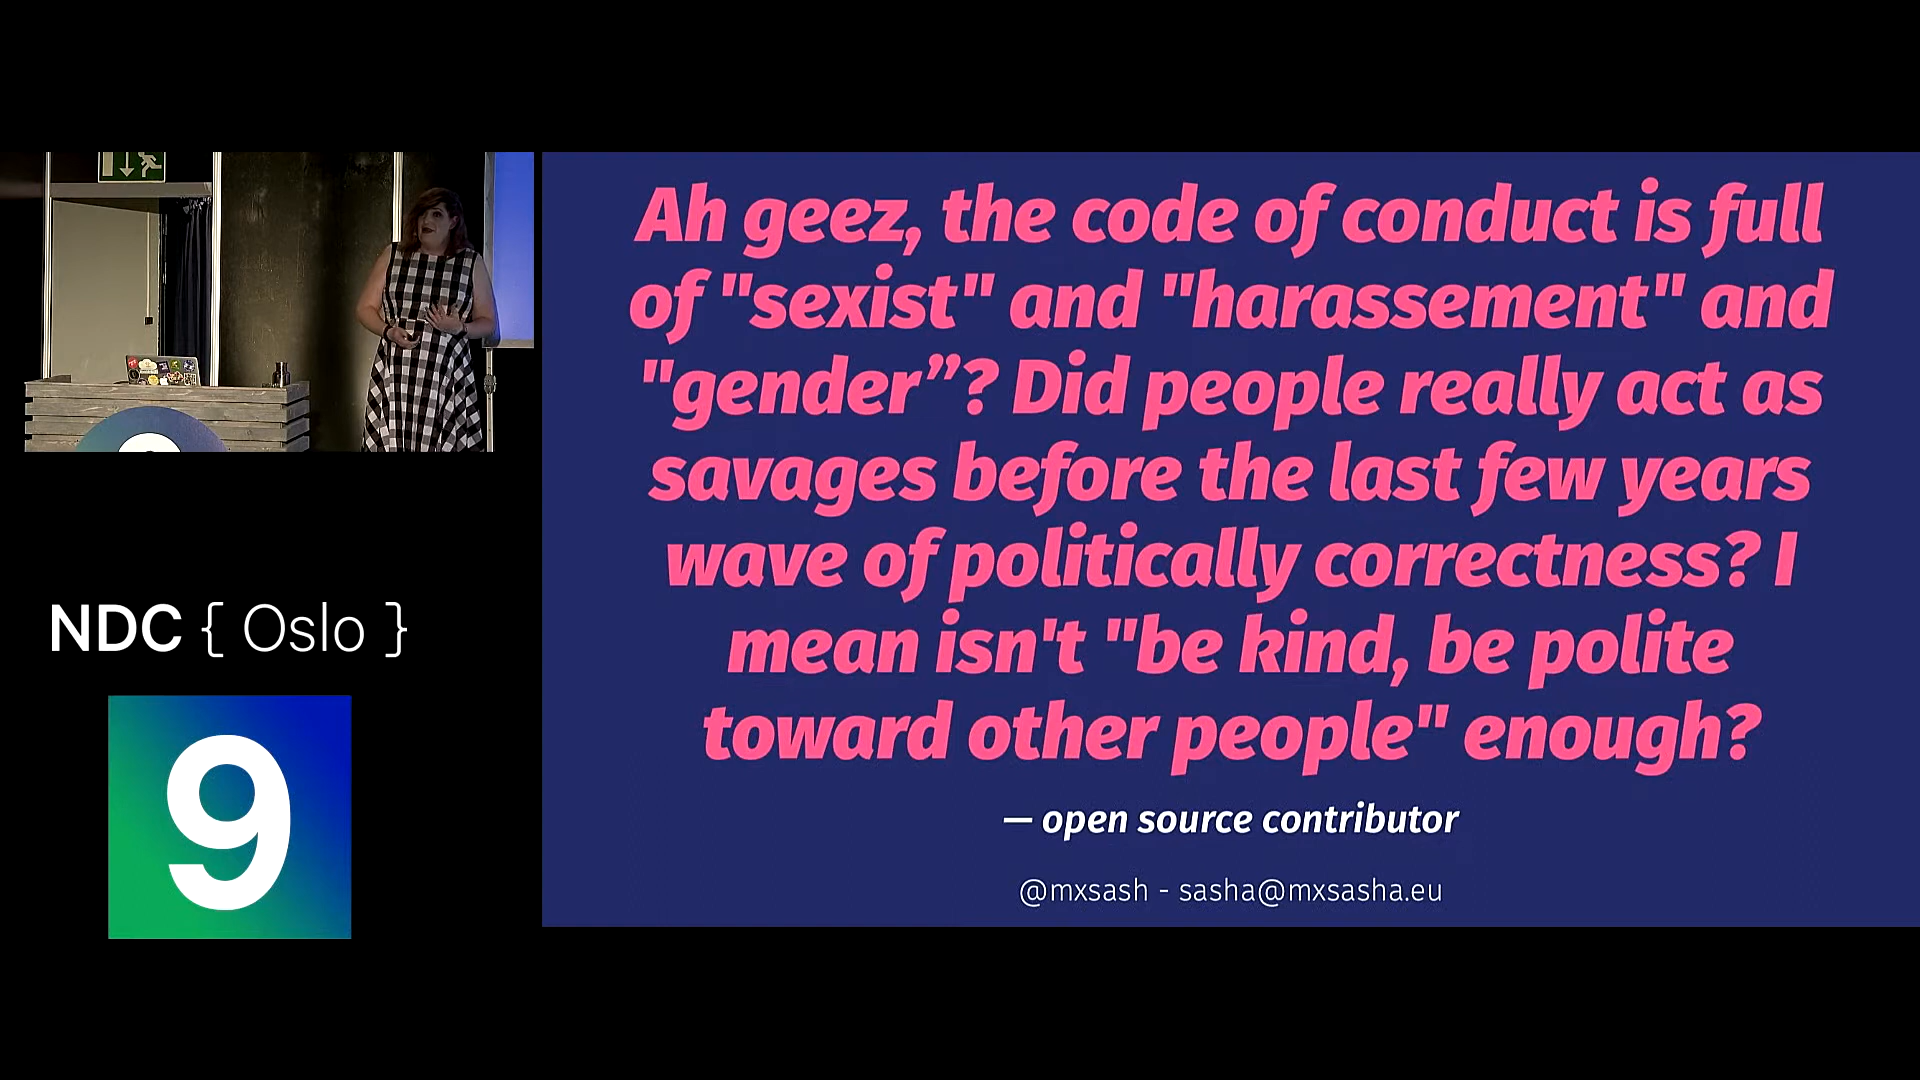 Ah geez, the code of conduct is full
of "sexist" and "harassement" and
"gender”? Did people really act as
savages before the last few years
wave of politically correctness? I
mean isn't "be kind, be polite
toward other people" enough?
— open source contributor
@mxsash - sasha@mxsasha.eu
NDC { Oslo }
9